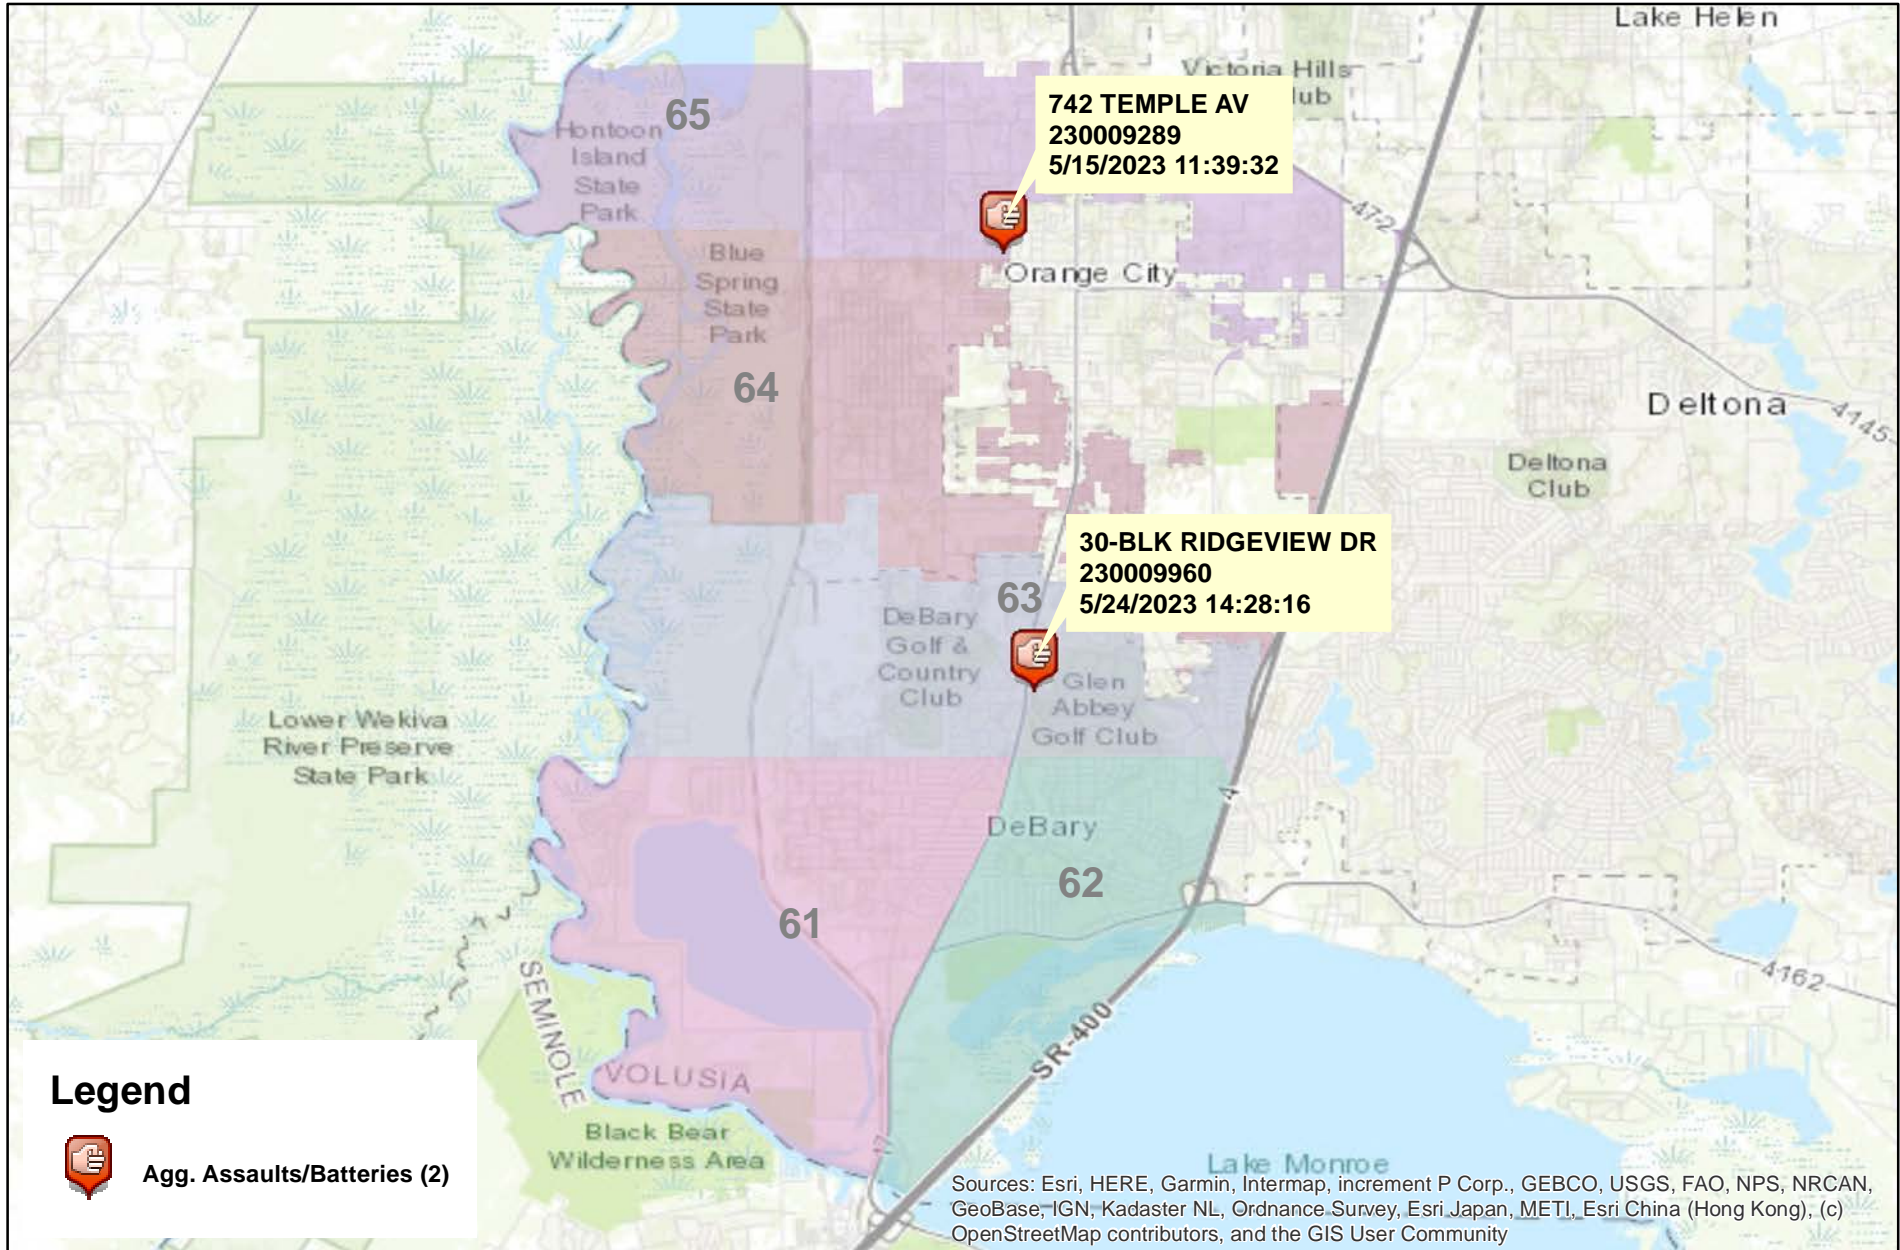 Lake Helen
Victoria Hills
lub
742 TEMPLE AV
230009289
5/15/2023 11:39:32
65
Hontoon
Island
State
Park
472
Blue
Spring
State
Park
Orange City
64
Deltona
4145
Deltona
Club
30-BLK RIDGEVIEW DR
230009960
5/24/2023 14:28:16
63
DeBary
Golf &
Country
Club
Glen
Abbey
Golf Club
Lower Wekiva
River Preserve
State Park
4
DeBary
62
61
4162
SEMINOLE
SR-400
VOLUSIA
Black Bear
Wilderness Area
17
Lake Monroe
Legend
Agg. Assaults/Batteries (2)
Sources: Esri, HERE, Garmin, Intermap, increment P Corp., GEBCO, USGS, FAO, NPS, NRCAN,
GeoBase, IGN, Kadaster NL, Ordnance Survey, Esri Japan, METI, Esri China (Hong Kong), (c)
OpenStreetMap contributors, and the GIS User Community